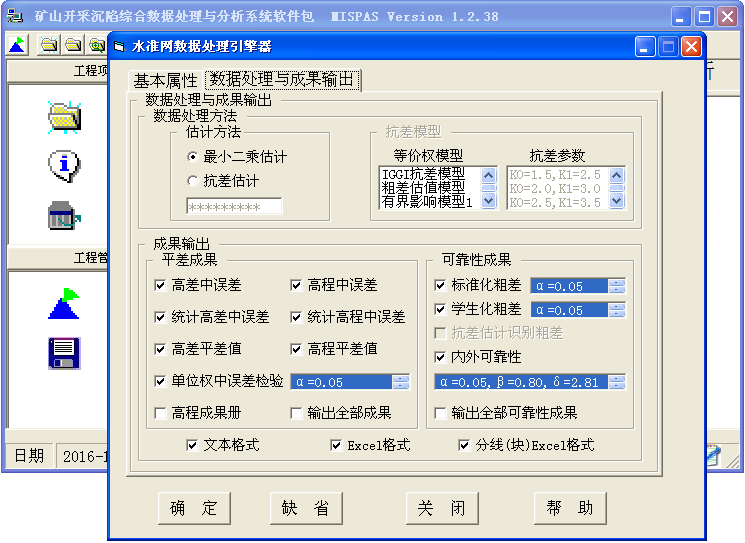 矿山开采沉陷综合数据处理与分析系统软件包 MISPAS Version 1.2.38
水准网数据处理引擎器
工程项
析
基本属性 数据处理与成果输出
数据处理与成果输出
数据处理方法
估计方法 抗差模型
最小二乘估计 等价权模型 抗差参数
抗差估计 IGGI抗差模型 K0=1.5,K1=2.5
粗差估值模型 K0=2.0,K1=3.0
********* 有界影响模型1 K0=2.5,K1=3.5
工程管
成果输出
平差成果 可靠性成果
高差中误差 高程中误差 标准化粗差 α=0.05
统计高差中误差 统计高程中误差 学生化粗差 α=0.05
抗差估计识别粗差
高差平差值 高程平差值 内外可靠性
单位权中误差检验 α=0.05 α=0.05,β=0.80,δ=2.81
高程成果册 输出全部成果 输出全部可靠性成果
文本格式 Excel格式 分线(块)Excel格式
日期 2016-1
确 定 缺 省 关 闭 帮 助